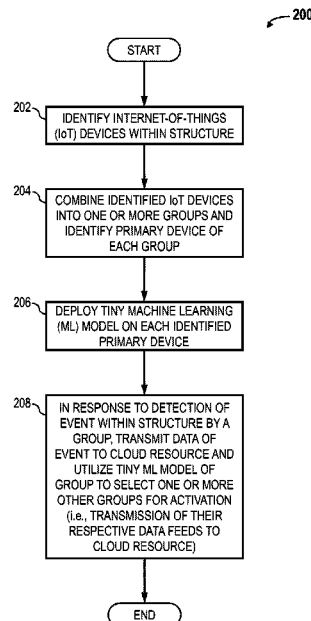 200
START
202
IDENTIFY INTERNET-OF-THINGS
(IoT) DEVICES WITHIN STRUCTURE
204
COMBINE IDENTIFIED IoT DEVICES
INTO ONE OR MORE GROUPS AND
IDENTIFY PRIMARY DEVICE OF
EACH GROUP
206
DEPLOY TINY MACHINE LEARNING
(ML) MODEL ON EACH IDENTIFIED
PRIMARY DEVICE
208
IN RESPONSE TO DETECTION OF
EVENT WITHIN STRUCTURE BY A
GROUP, TRANSMIT DATA OF
EVENT TO CLOUD RESOURCE AND
UTILIZE TINY ML MODEL OF
GROUP TO SELECT ONE OR MORE
OTHER GROUPS FOR ACTIVATION
(i.e., TRANSMISSION OF THEIR
RESPECTIVE DATA FEEDS TO
CLOUD RESOURCE)
END